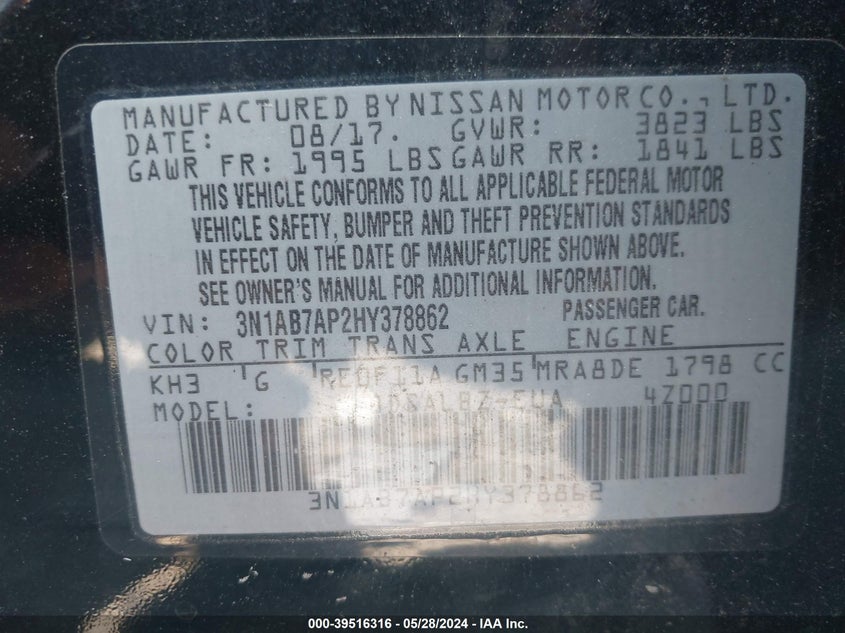 MANUFACTURED BY NISSAN MOTOR CO., LTD.
DATE: 08/17. GVWR: 3823 LBS
GAWR FR: 1995 LBS GAWR RR: 1841 LBS
THIS VEHICLE CONFORMS TO ALL APPLICABLE FEDERAL MOTOR
VEHICLE SAFETY, BUMPER AND THEFT PREVENTION STANDARDS
IN EFFECT ON THE DATE OF MANUFACTURE SHOWN ABOVE.
SEE OWNER'S MANUAL FOR ADDITIONAL INFORMATION.
VIN: 3N1AB7AP2HY378862 PASSENGER CAR.
COLOR TRIM TRANS AXLE ENGINE
KH3 G RE0F11A GM35 MRA8DE 1798 CC
MODEL: 4Z000
3N1AB7AP2HY378862
000-39516316 - 05/28/2024 - IAA Inc.